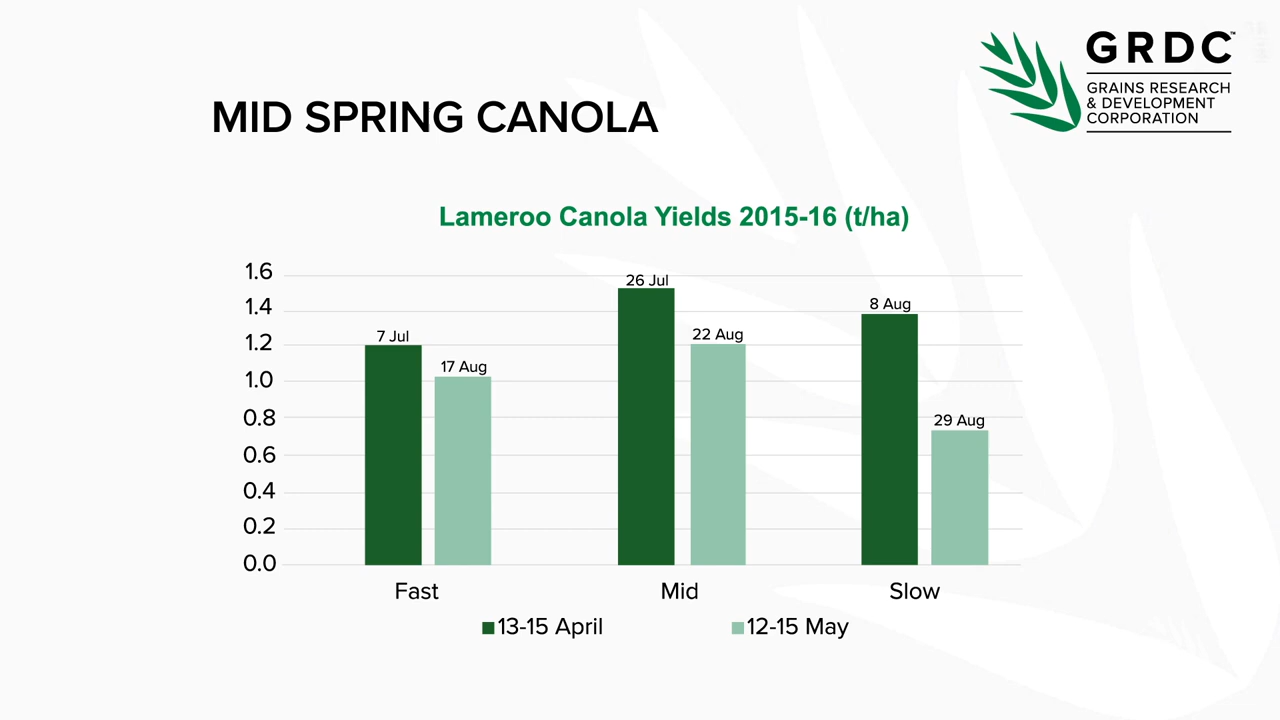 GRDC™
GRAINS RESEARCH
& DEVELOPMENT
CORPORATION
MID SPRING CANOLA
Lameroo Canola Yields 2015-16 (t/ha)
1.6
1.4
1.2
1.0
0.8
0.6
0.4
0.2
0.0
7 Jul
17 Aug
26 Jul
22 Aug
8 Aug
29 Aug
Fast
Mid
Slow
13-15 April
12-15 May